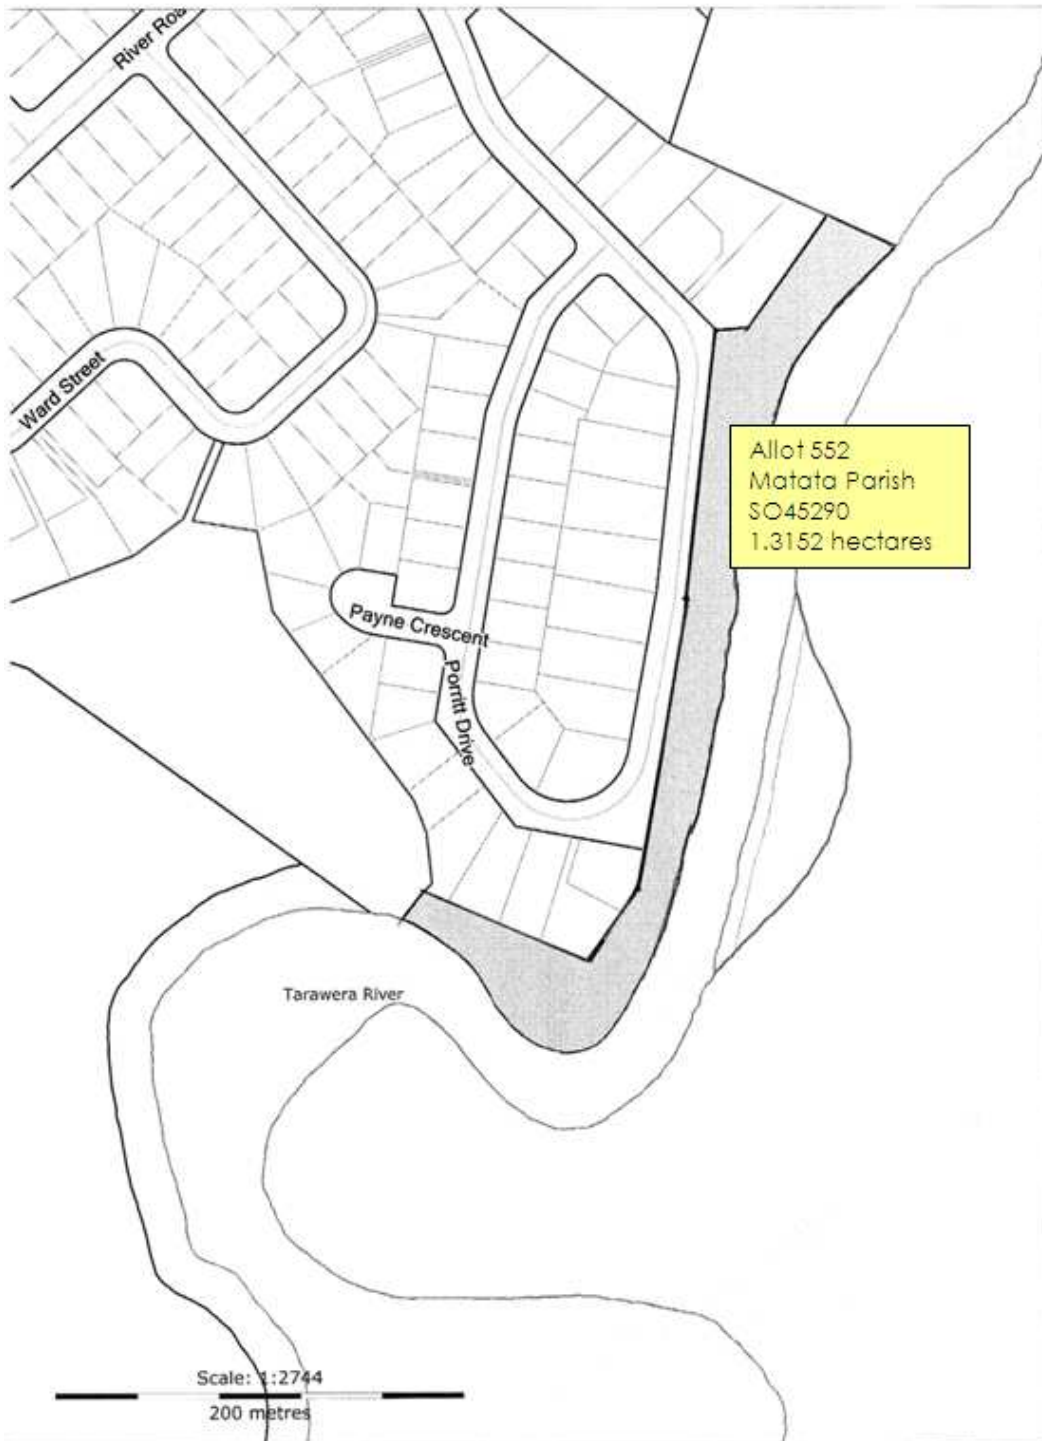 River Roa
Ward Street
Allot 552
Matata Parish
SO45290
1.3152 hectares
Payne Crescent
Porritt Drive
Tarawera River
Scale: 1:2744
200 metres